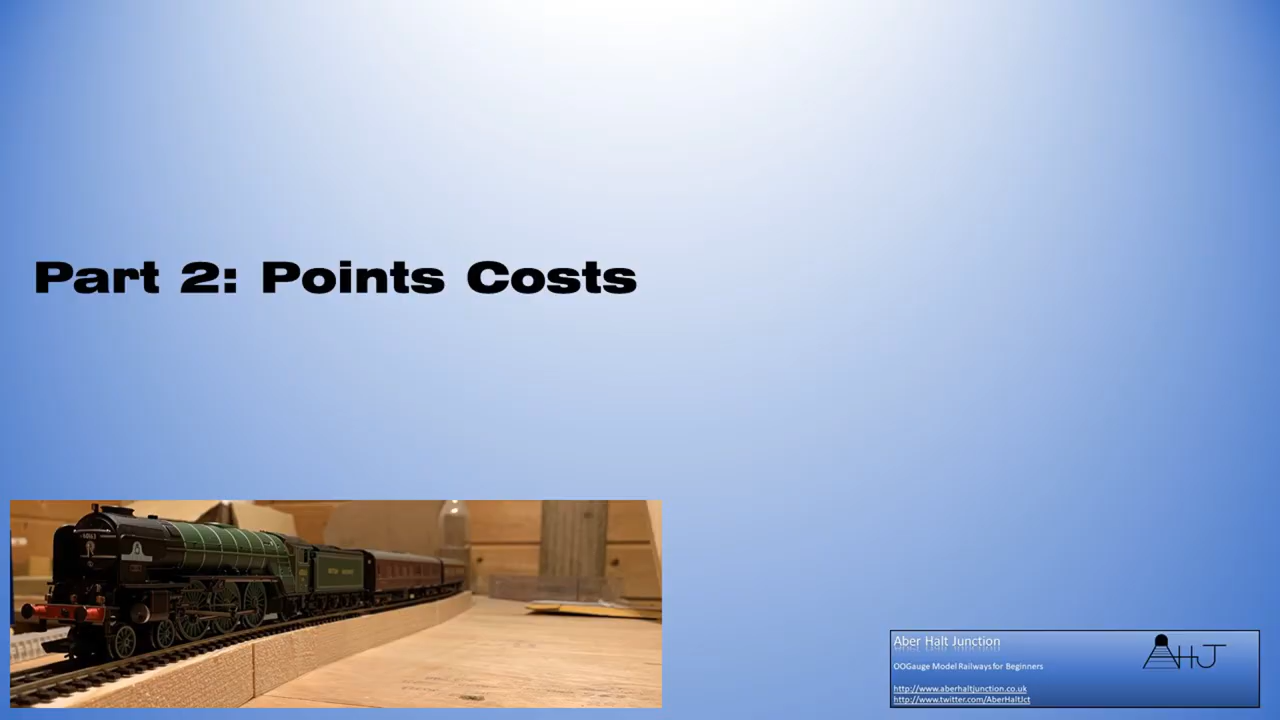 Part 2: Points Costs
Aber Halt Junction
AHJ
OOGauge Model Railways for Beginners
http://www.aberhaltjunction.co.uk
http://www.twitter.com/AberHaltJct